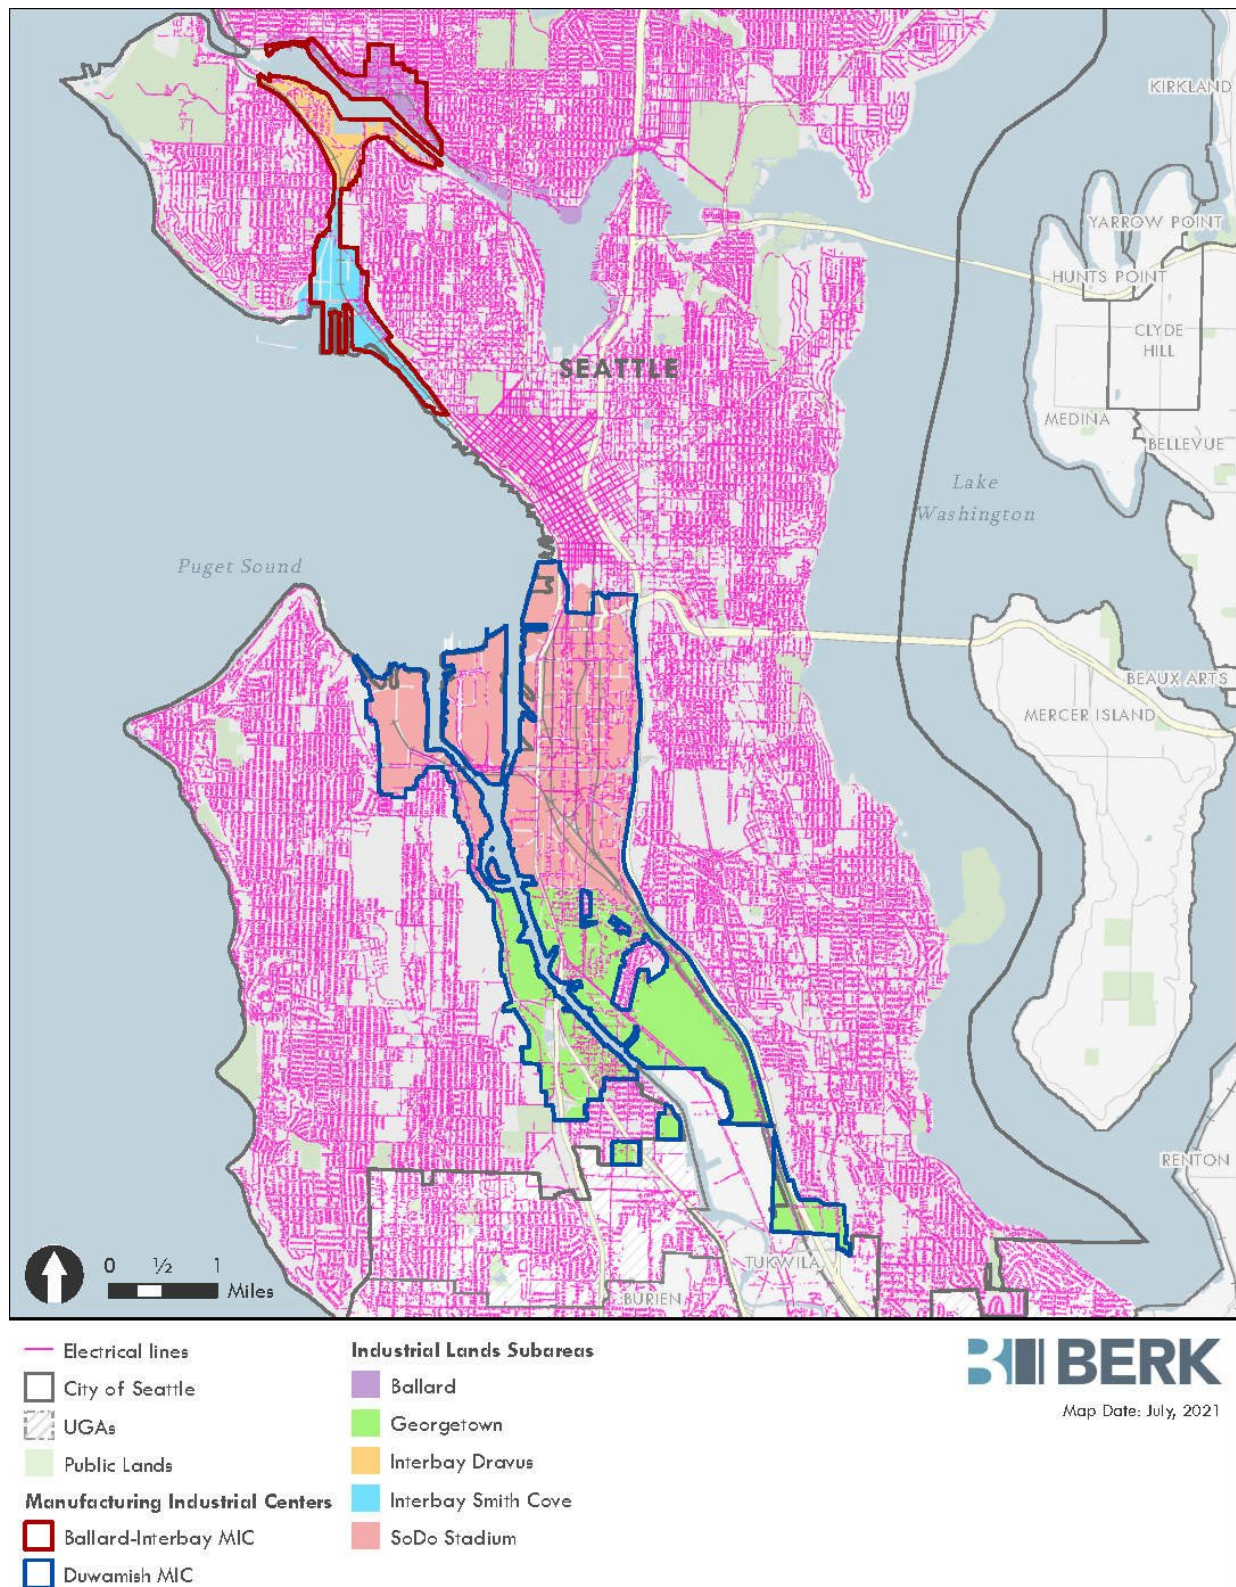 KIRKLAND
YARROW POINT
HUNTS POINT
CLYDE
HILL
SEATTLE
MEDINA
BELLEVUE
Lake
Washington
Puget Sound
BEAUX ARTS
MERCER ISLAND
RENTON
TUKWILA
BURIEN
0 ½ 1
Miles
Electrical lines
City of Seattle
UGAs
Public Lands
Manufacturing Industrial Centers
Ballard-Interbay MIC
Duwamish MIC
Industrial Lands Subareas
Ballard
Georgetown
Interbay Dravus
Interbay Smith Cove
SoDo Stadium
BERK
Map Date: July, 2021